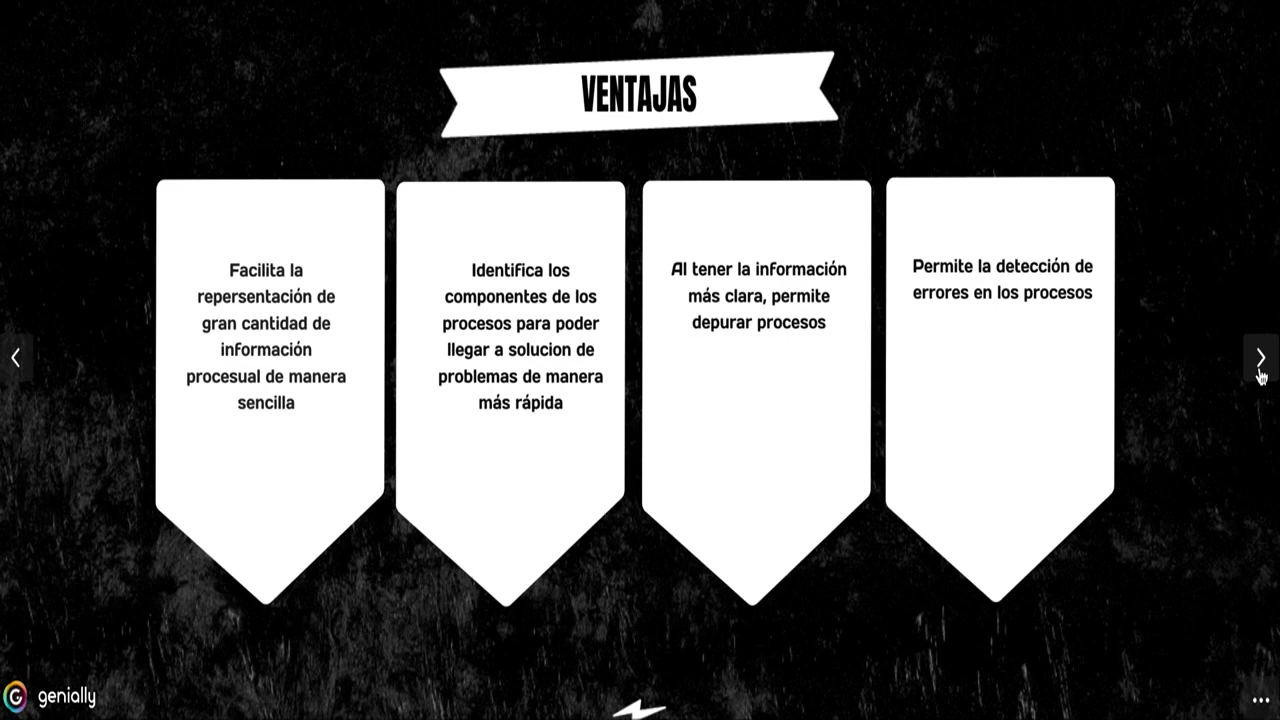 VENTAJAS
Facilita la
repersentación de
gran cantidad de
información
procesual de manera
sencilla
Identifica los
componentes de los
procesos para poder
llegar a solucion de
problemas de manera
más rápida
Al tener la información
más clara, permite
depurar procesos
Permite la detección de
errores en los procesos
genially